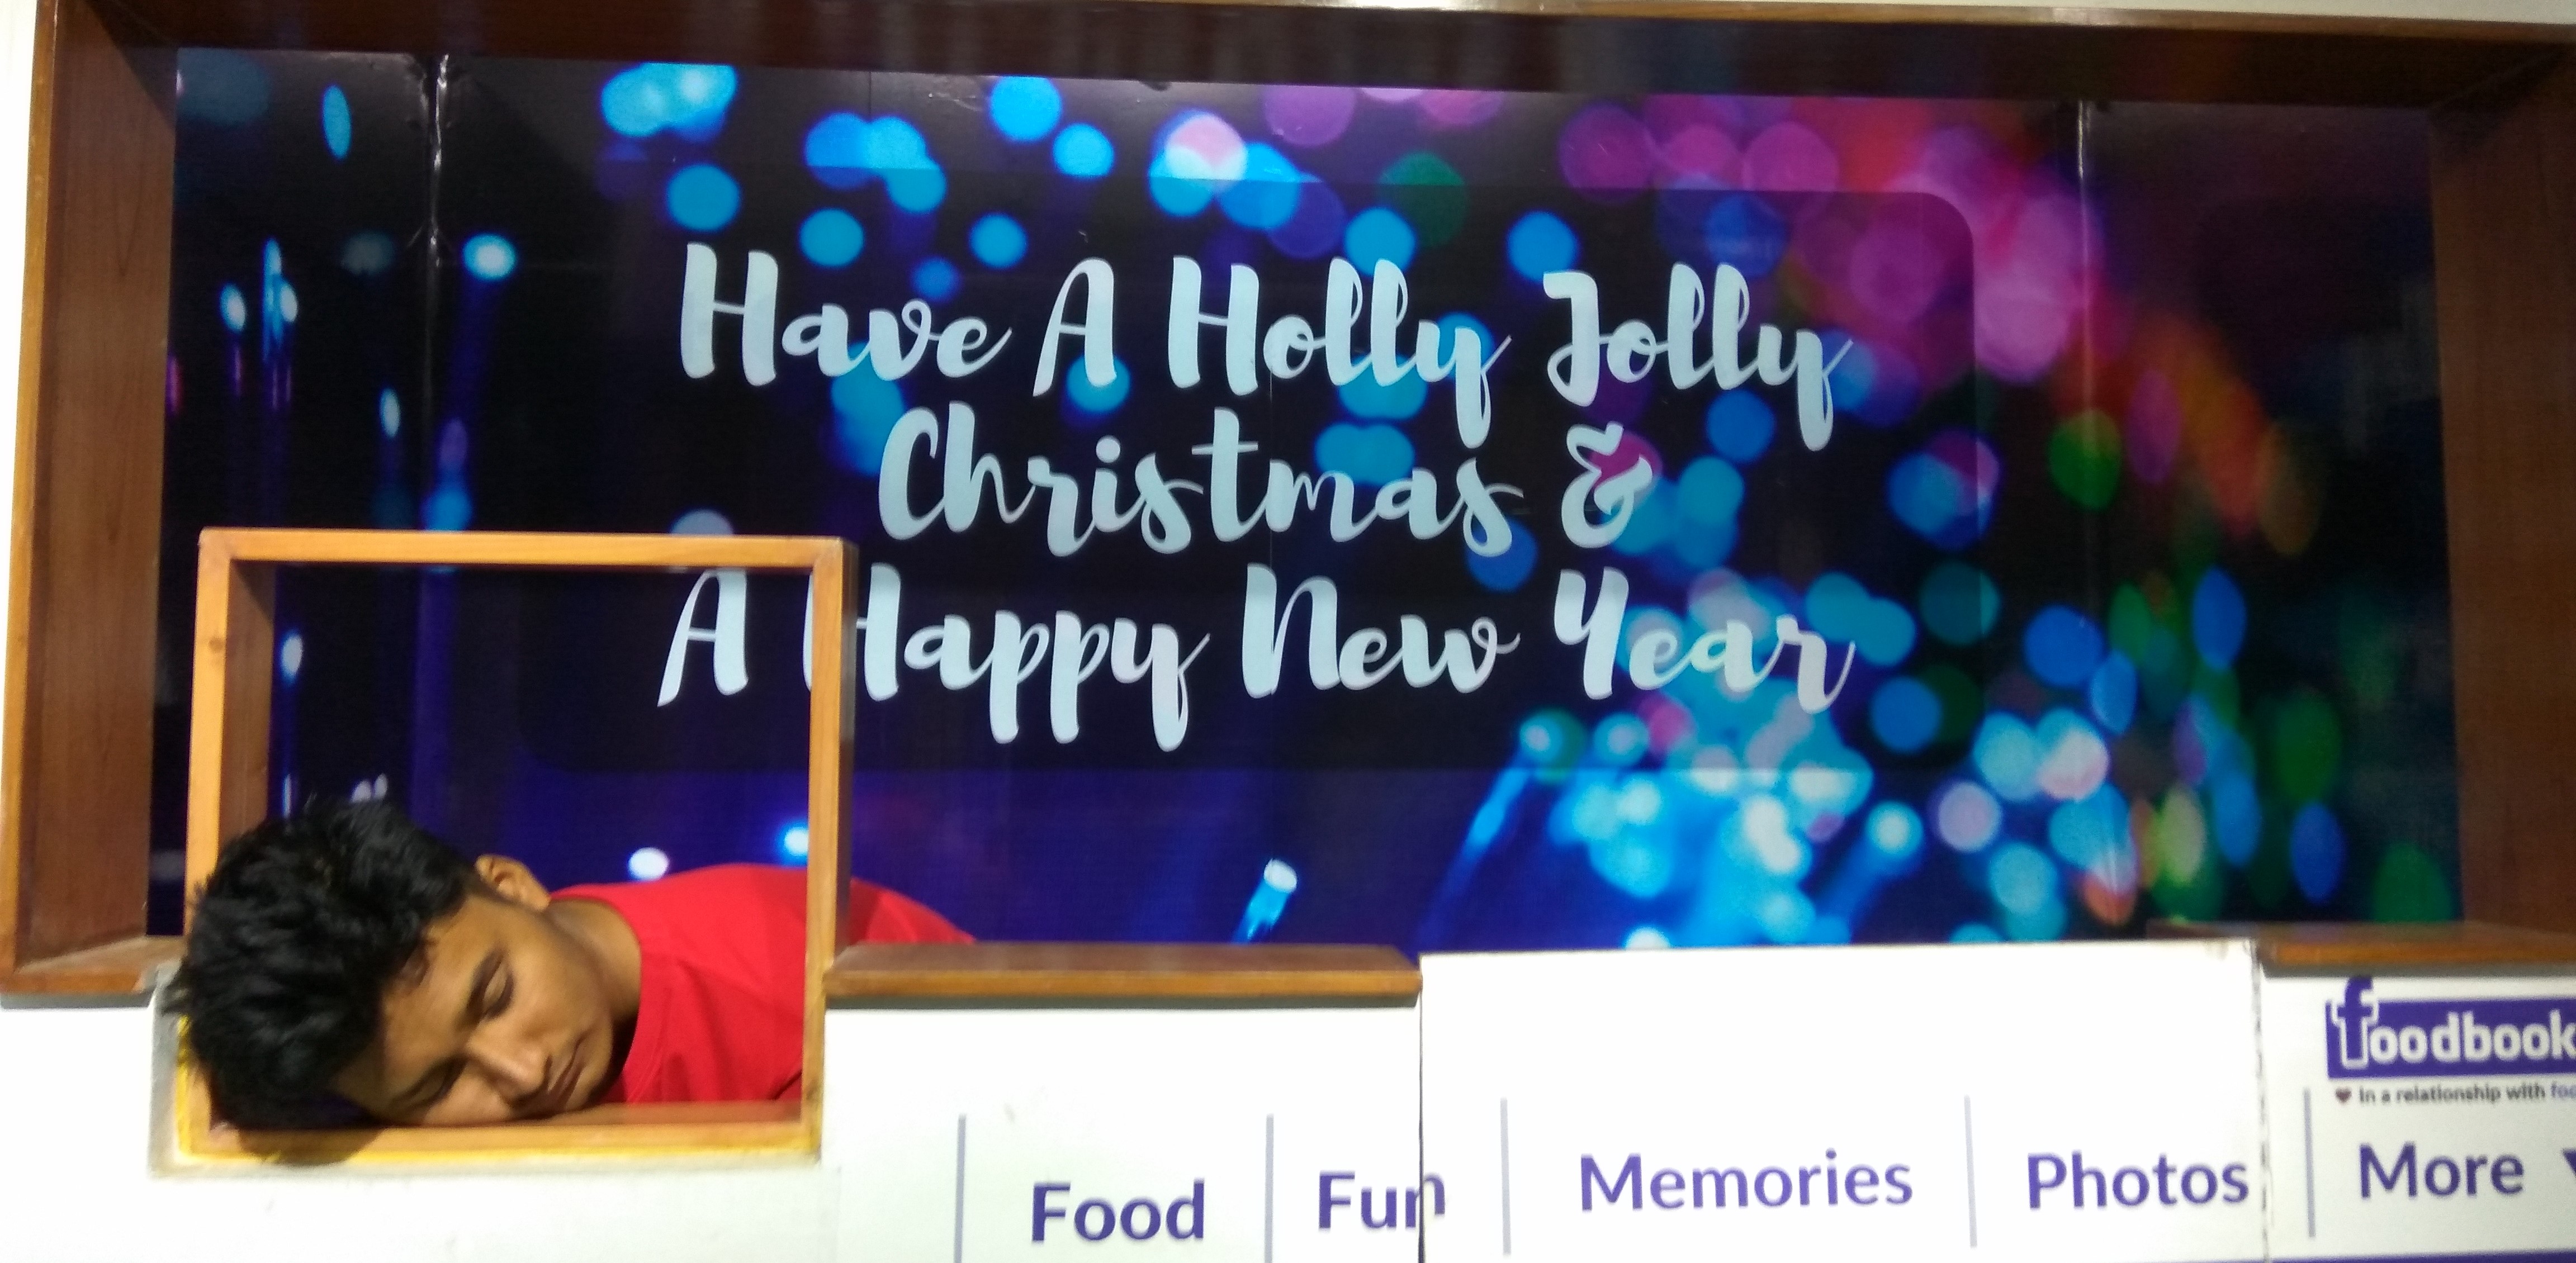 Have A Holly Jolly
Christmas &
A Happy New Year
foodbook
In a relationship with
Food
Fun
Memories
Photos
More